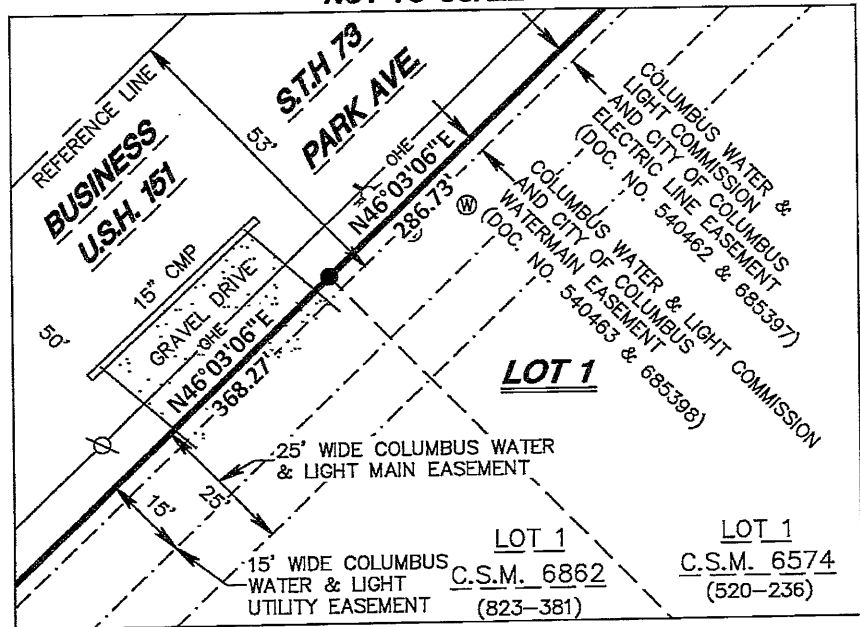 REFERENCE LINE
BUSINESS
U.S.H. 151
S.T.H 73
PARK AVE.
53'
50'
15" CMP
GRAVEL DRIVE
OHE
N46°03'06"E
368.27'
OHE
N46°03'06"E
286.73'
W
COLUMBUS WATER &
LIGHT COMMISSION
AND CITY OF COLUMBUS
ELECTRIC LINE EASEMENT
(DOC. NO. 540462 & 685397)
COLUMBUS WATER & LIGHT COMMISSION
AND CITY OF COLUMBUS
WATERMAIN EASEMENT
(DOC. NO. 540463 & 685398)
LOT 1
25' WIDE COLUMBUS WATER
& LIGHT MAIN EASEMENT
15'
25'
15' WIDE COLUMBUS
WATER & LIGHT
UTILITY EASEMENT
LOT 1
C.S.M. 6862
(823-381)
LOT 1
C.S.M. 6574
(520-236)